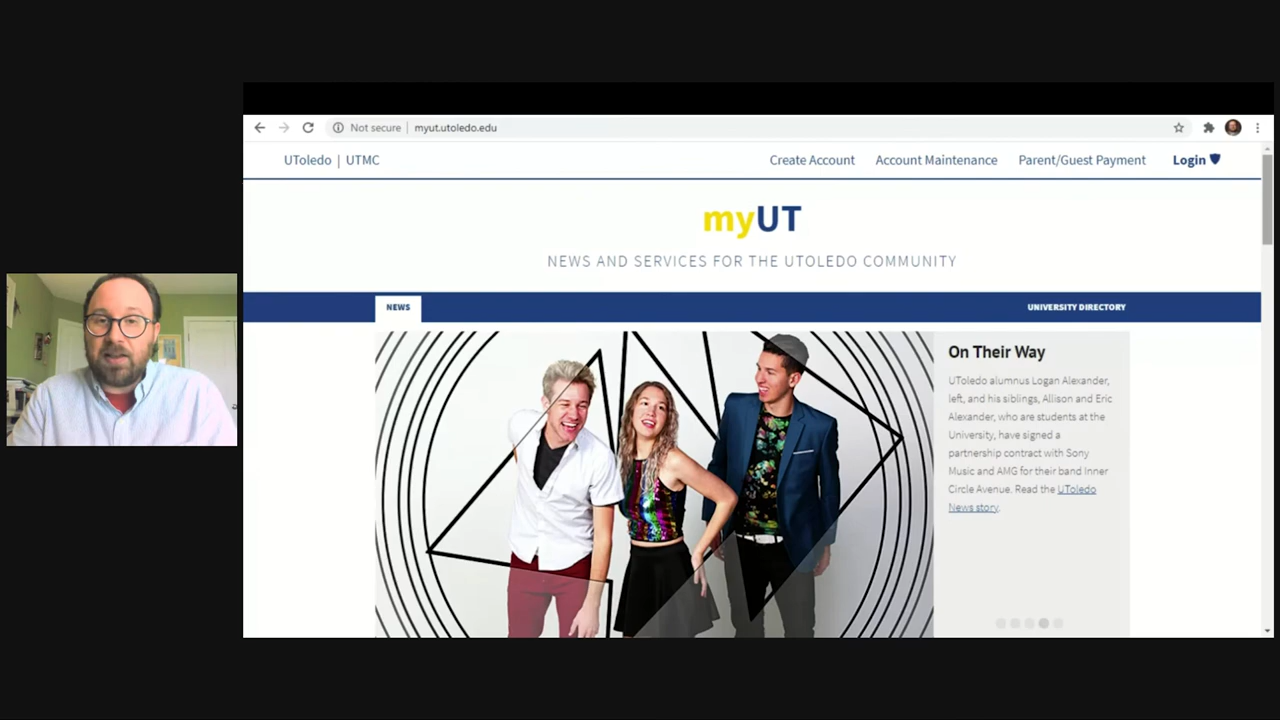 Not secure | myut.utoledo.edu
UToledo | UTMC
Create Account
Account Maintenance
Parent/Guest Payment
Login
myUT
NEWS AND SERVICES FOR THE UTOLEDO COMMUNITY
NEWS
UNIVERSITY DIRECTORY
On Their Way
UToledo alumnus Logan Alexander,
left, and his siblings, Allison and Eric
Alexander, who are students at the
University, have signed a
partnership contract with Sony
Music and AMG for their band Inner
Circle Avenue. Read the UToledo
News story.